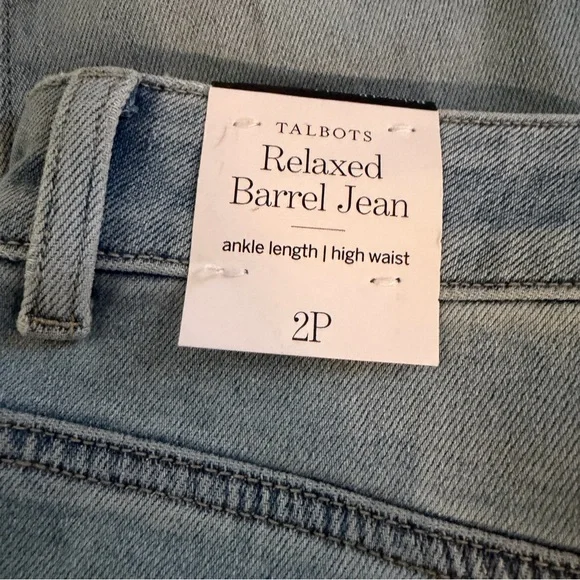 TALBOTS
Relaxed
Barrel Jean
ankle length | high waist
2P